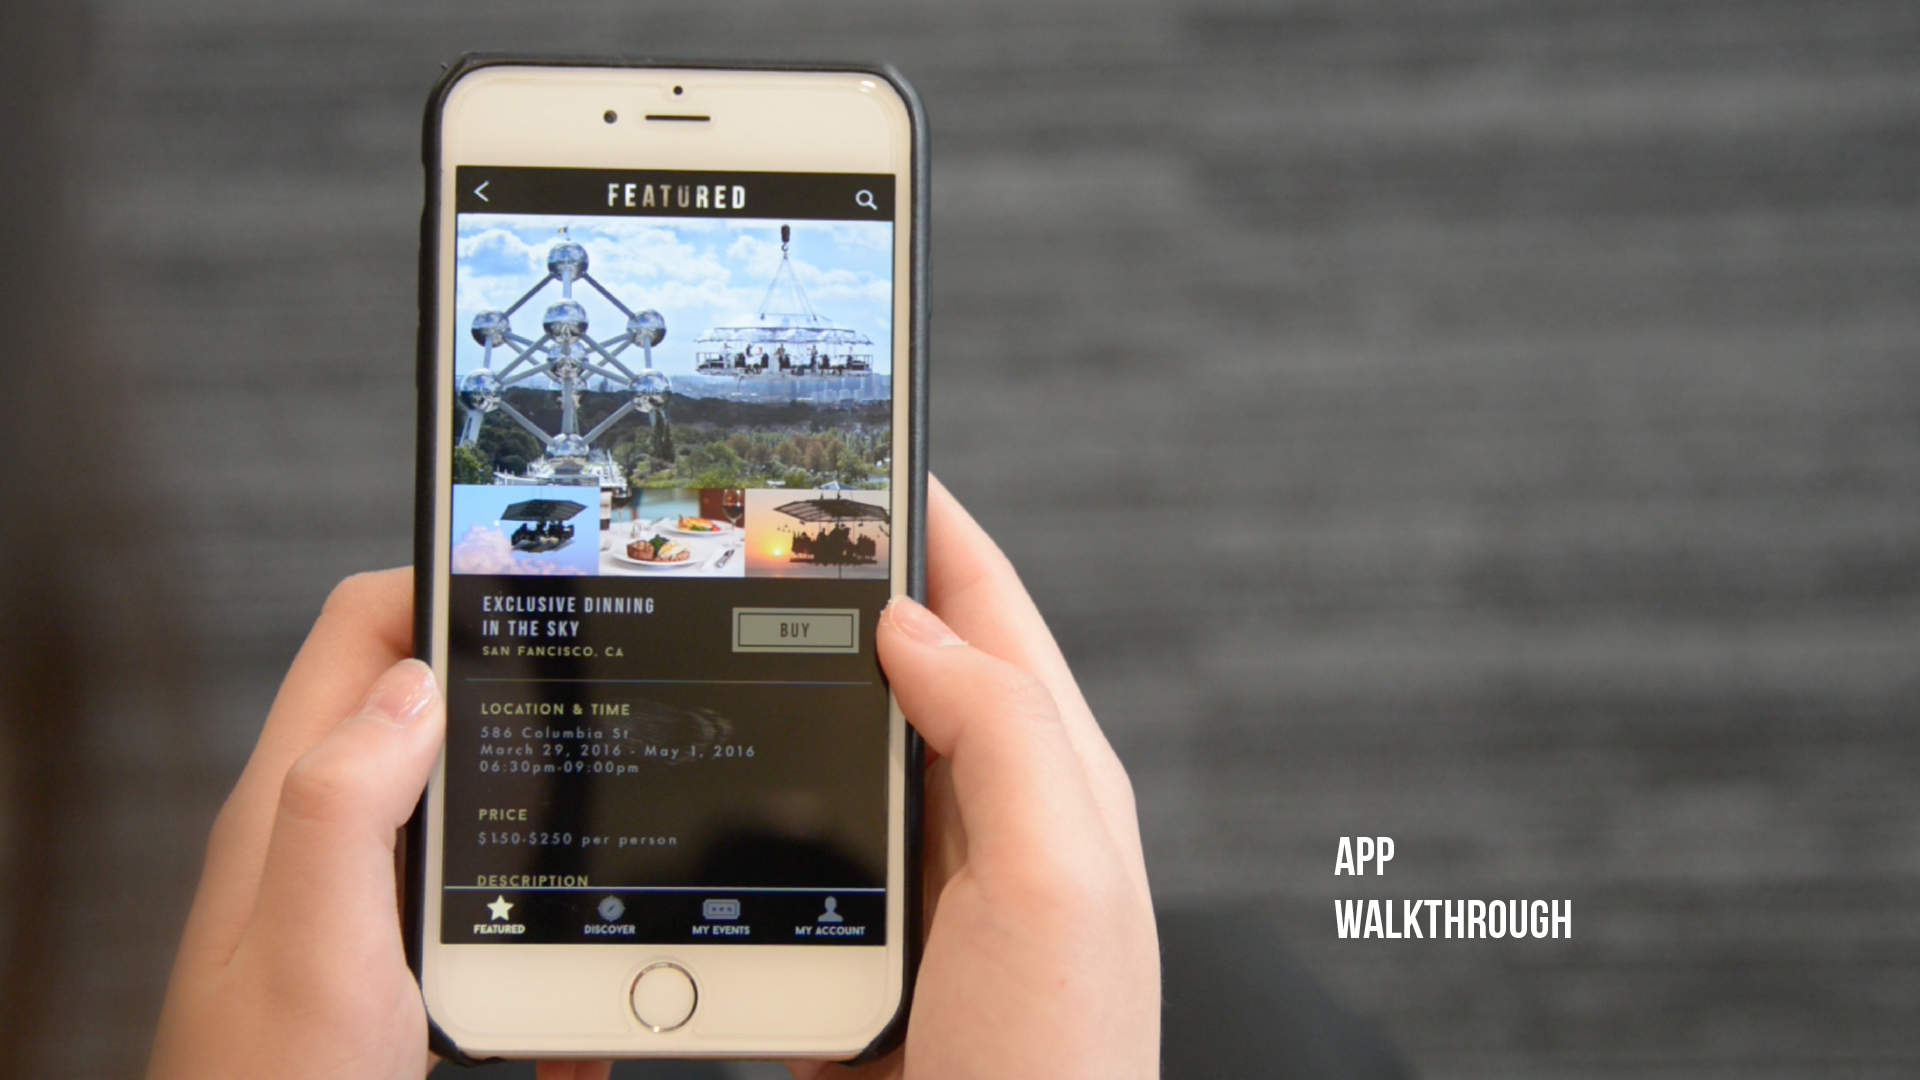 FEATURED
EXCLUSIVE DINNING
IN THE SKY
SAN FANCISCO, CA
BUY
LOCATION & TIME
586 Columbia St
March 29, 2016 - May 1, 2016
06:30pm-09:00pm
PRICE
$150-$250 per person
DESCRIPTION
FEATURED
DISCOVER
MY EVENTS
MY ACCOUNT
APP
WALKTHROUGH